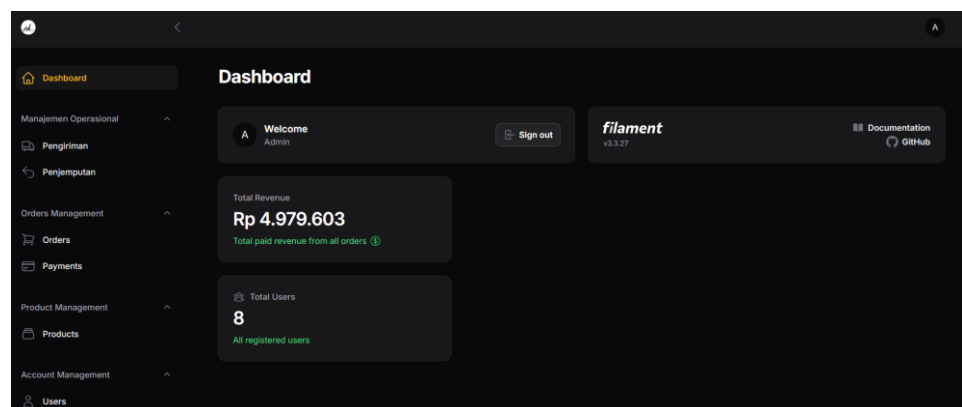 A
Dashboard
Manajemen Operasional
Pengiriman
Penjemputan
Orders Management
Orders
Payments
Product Management
Products
Account Management
Users
Dashboard
A
Welcome
Admin
Sign out
filament
v3.3.27
Documentation
GitHub
Total Revenue
Rp 4.979.603
Total paid revenue from all orders
Total Users
8
All registered users